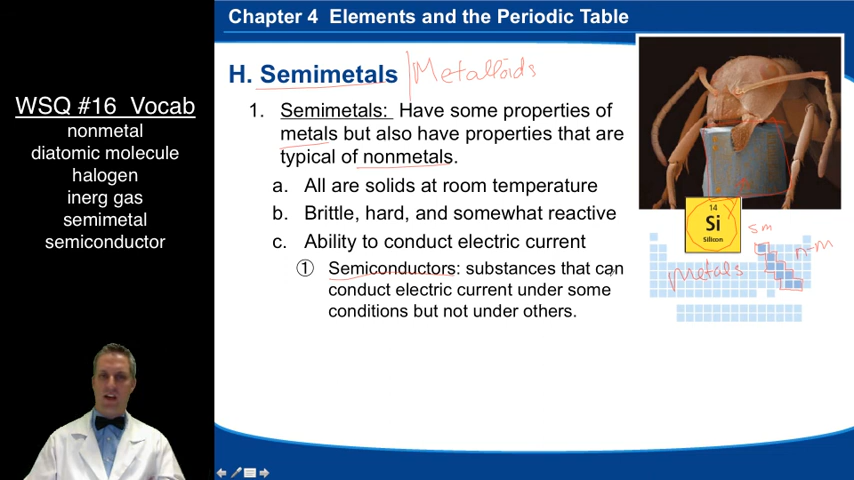 Chapter 4 Elements and the Periodic Table
WSQ #16 Vocab
nonmetal
diatomic molecule
halogen
inerg gas
semimetal
semiconductor
H. Semimetals | Metalloids
1. Semimetals: Have some properties of
metals but also have properties that are
typical of nonmetals.
a. All are solids at room temperature
b. Brittle, hard, and somewhat reactive
c. Ability to conduct electric current
① Semiconductors: substances that can
conduct electric current under some
conditions but not under others.
14
Si
Silicon
sm
n-m
metals